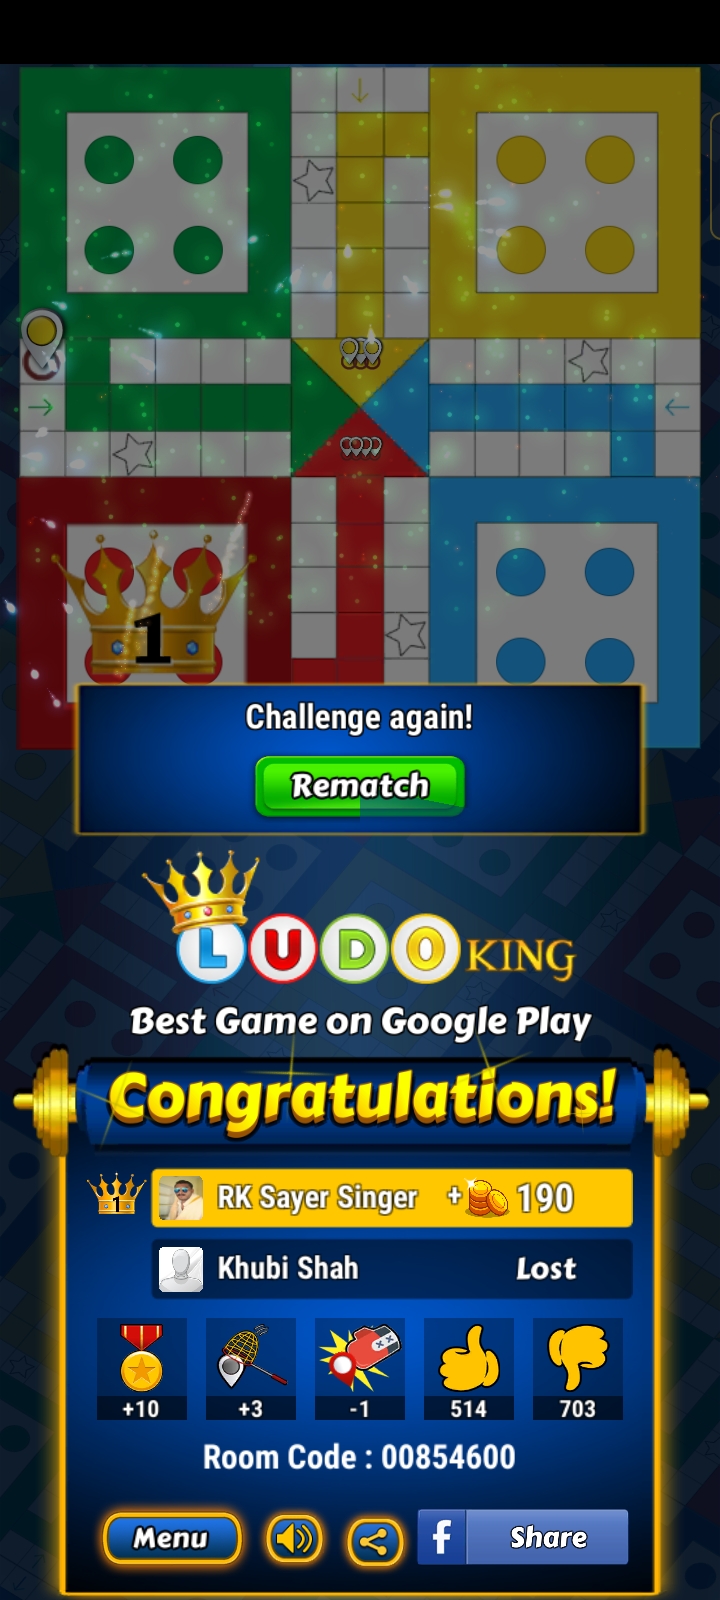 1
Challenge again!
Rematch
LUDO KING
Best Game on Google Play
Congratulations!
1 RK Sayer Singer + 190
Khubi Shah Lost
+10 +3 -1 514 703
Room Code : 00854600
Menu f Share